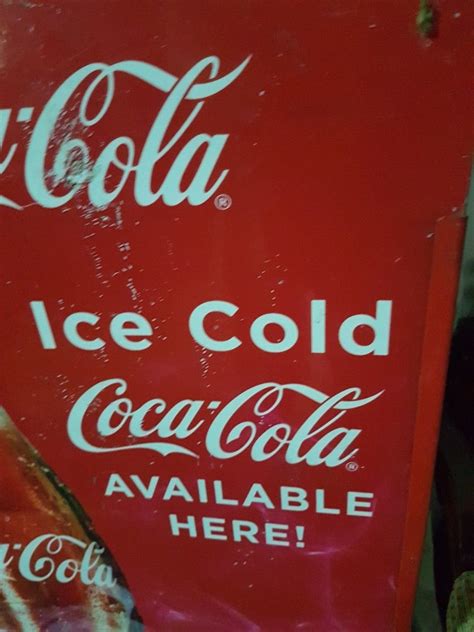 a-Cola®
Ice Cold
Coca-Cola®
AVAILABLE
HERE!
a-Cola